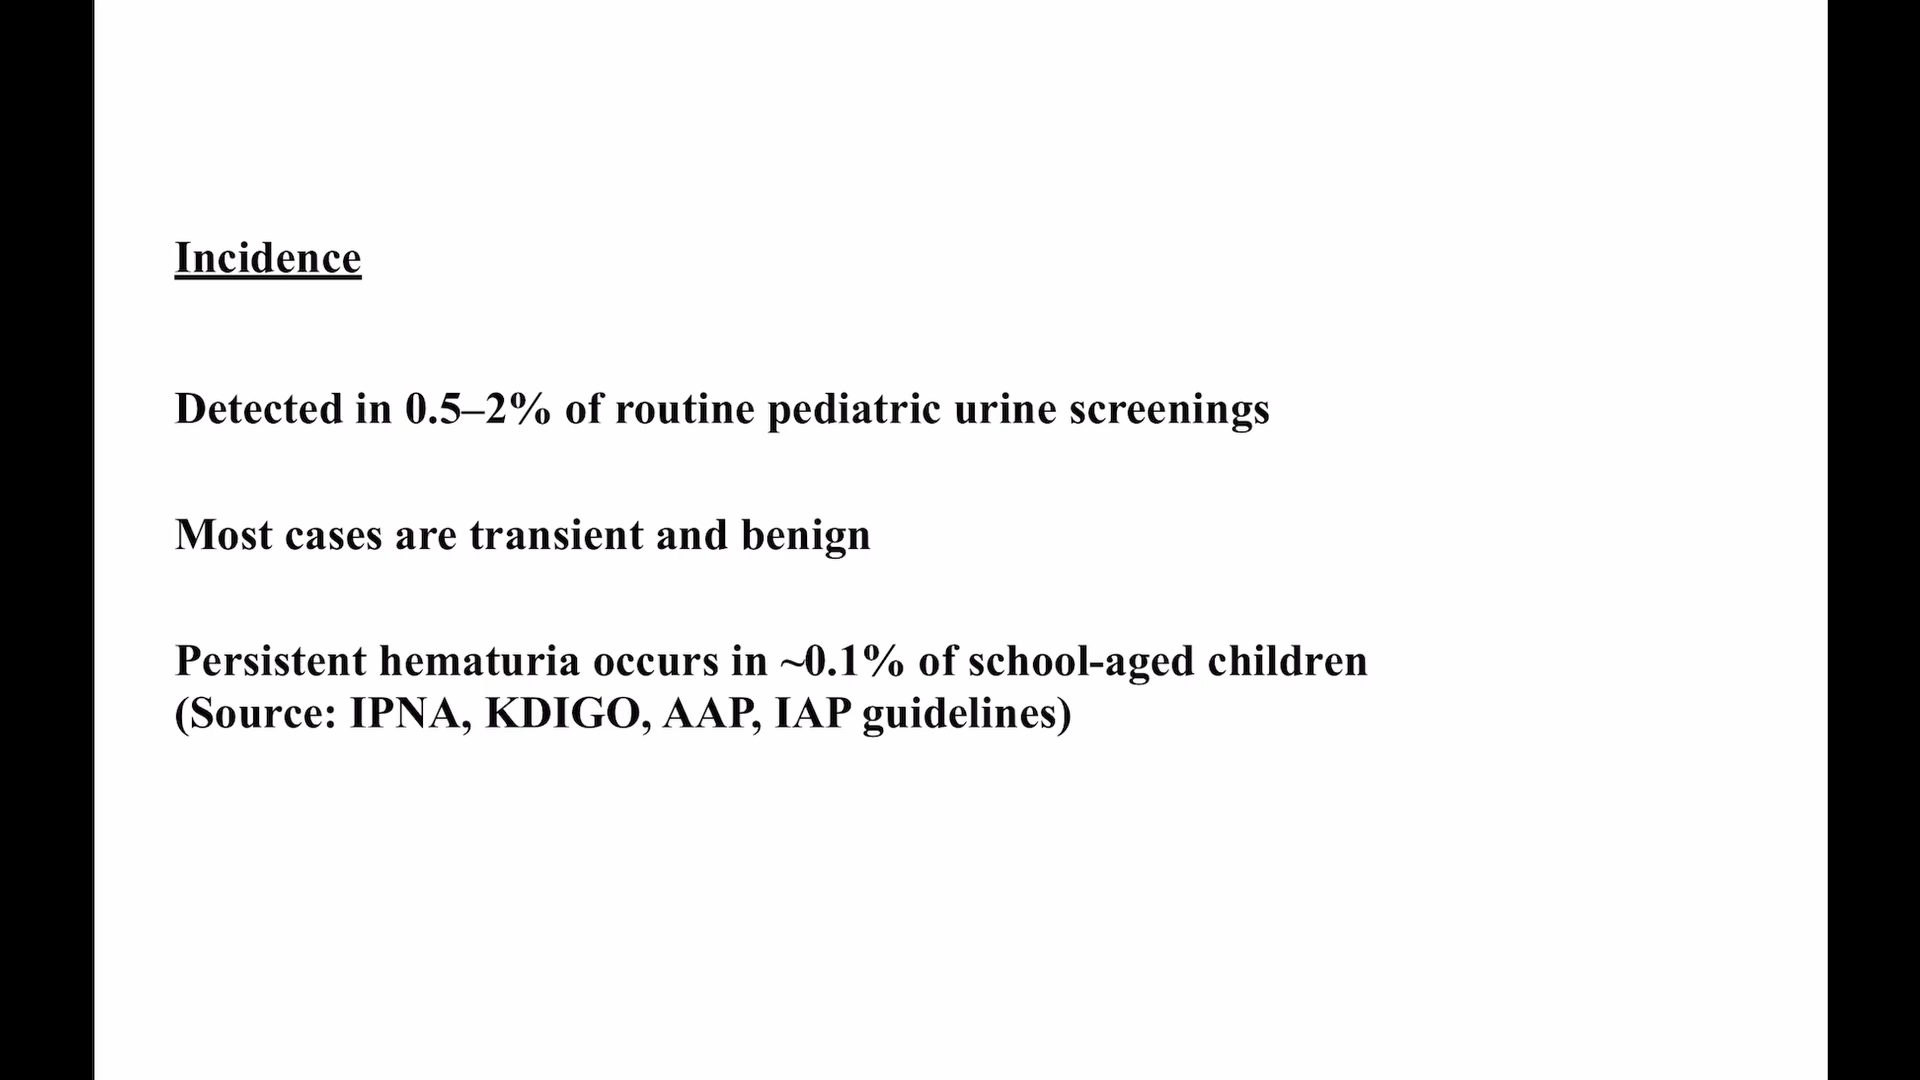 Incidence
Detected in 0.5–2% of routine pediatric urine screenings
Most cases are transient and benign
Persistent hematuria occurs in ~0.1% of school-aged children
(Source: IPNA, KDIGO, AAP, IAP guidelines)